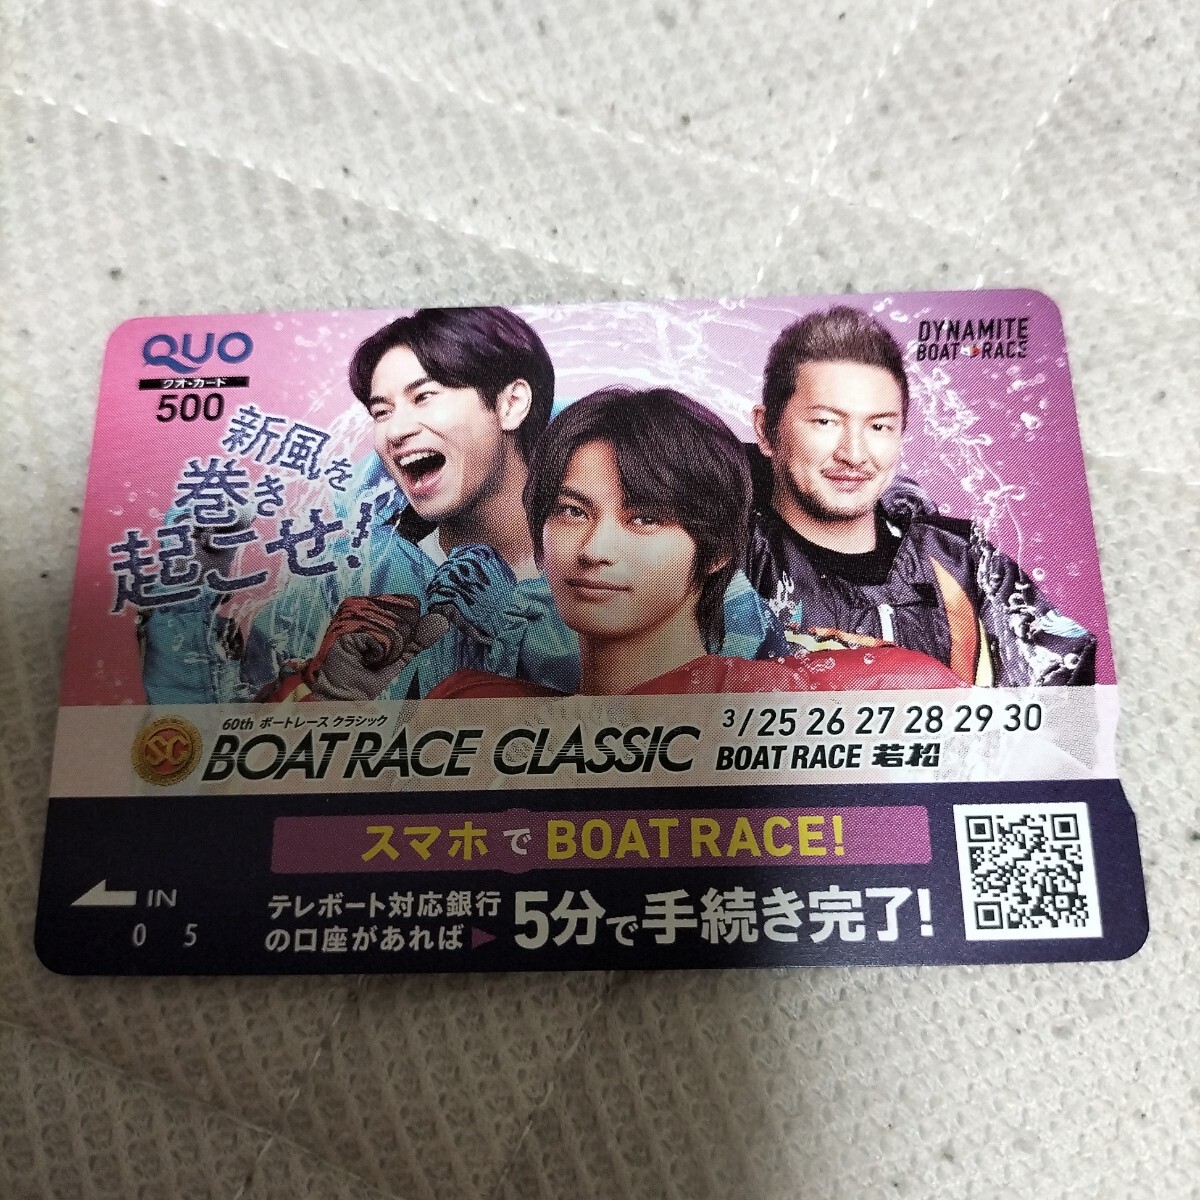 QUO
クオ・カード
500
新風を
巻き
起こせ!
DYNAMITE
BOAT RACE
60th ボートレース クラシック
SG
BOAT RACE CLASSIC
3/25 26 27 28 29 30
BOAT RACE 若松
スマホで BOAT RACE!
IN
0 5
テレボート対応銀行
の口座があれば▶
5分で手続き完了!